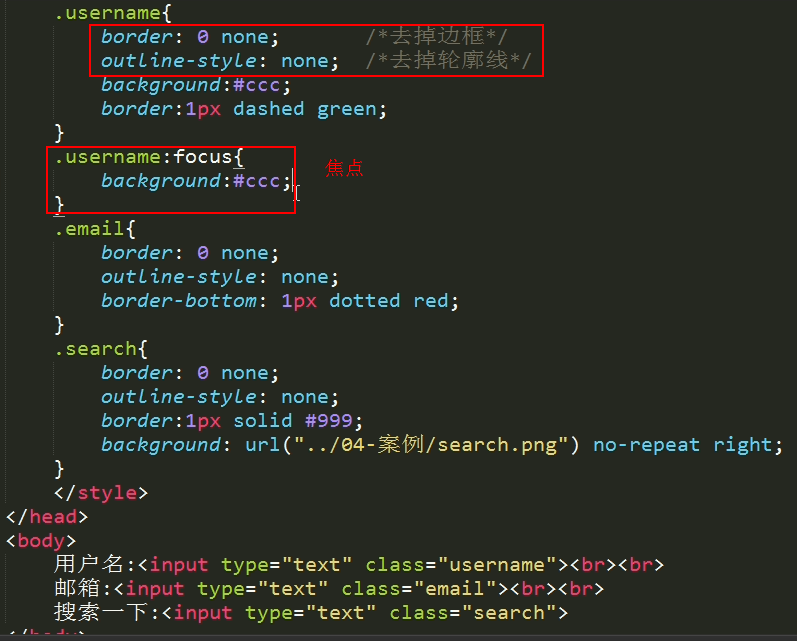 .username{
border: 0 none; /*去掉边框*/
outline-style: none; /*去掉轮廓线*/
background:#ccc;
border:1px dashed green;
}
.username:focus{
焦点
background:#ccc;
}
.email{
border: 0 none;
outline-style: none;
border-bottom: 1px dotted red;
}
.search{
border: 0 none;
outline-style: none;
border:1px solid #999;
background: url("../04-案例/search.png") no-repeat right;
}
</style>
</head>
<body>
用户名:<input type="text" class="username"><br><br>
邮箱:<input type="text" class="email"><br><br>
搜索一下:<input type="text" class="search">
</body>